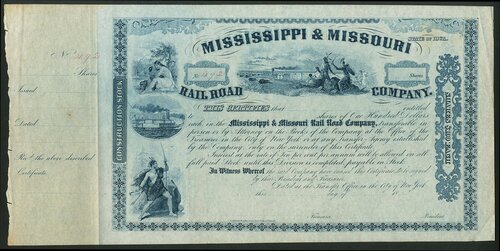 STATE OF IOWA.
MISSISSIPPI & MISSOURI
RAIL ROAD COMPANY.
No
Shares
Shares
Issued
Dated
Rec'd the above described
Certificate.
CONSTRUCTION STOCK
THIS CERTIFIES that entitled
to shares of One Hundred Dollars
each in the Mississippi & Missouri Rail Road Company, transferable in
person or by Attorney on the Books of the Company at the Office of the
Company in the City of New York or at any Transfer Agency established
by the Company, only on the surrender of this Certificate.
Interest at the rate of Ten per cent per annum will be allowed on all
full paid Stock until this Division is completed, payable in Stock.
In Witness Whereof the said Company have caused this Certificate to be signed
by their President and Treasurer.
Dated at the Transfer Office in the City of New York
this day of
Treasurer. President.